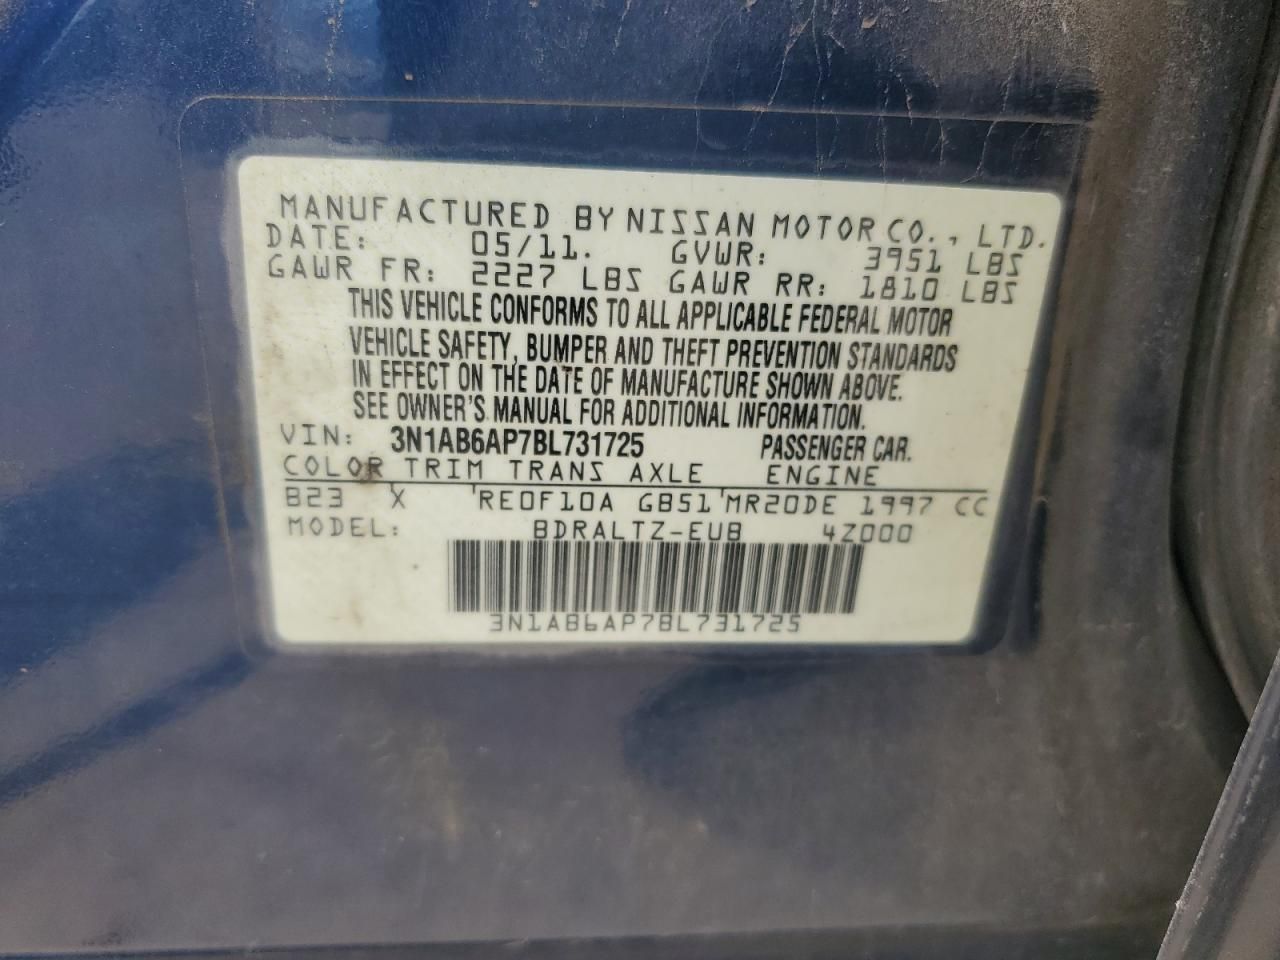 MANUFACTURED BY NISSAN MOTOR CO., LTD.
DATE: 05/11. GVWR: 3951 LBS
GAWR FR: 2227 LBS GAWR RR: 1810 LBS
THIS VEHICLE CONFORMS TO ALL APPLICABLE FEDERAL MOTOR
VEHICLE SAFETY, BUMPER AND THEFT PREVENTION STANDARDS
IN EFFECT ON THE DATE OF MANUFACTURE SHOWN ABOVE.
SEE OWNER'S MANUAL FOR ADDITIONAL INFORMATION.
VIN: 3N1AB6AP7BL731725 PASSENGER CAR.
COLOR TRIM TRANS AXLE ENGINE
B23 X RE0F10A GB51 MR20DE 1997 CC
MODEL: BDRALTZ-EUB 4Z000
3N1AB6AP7BL731725